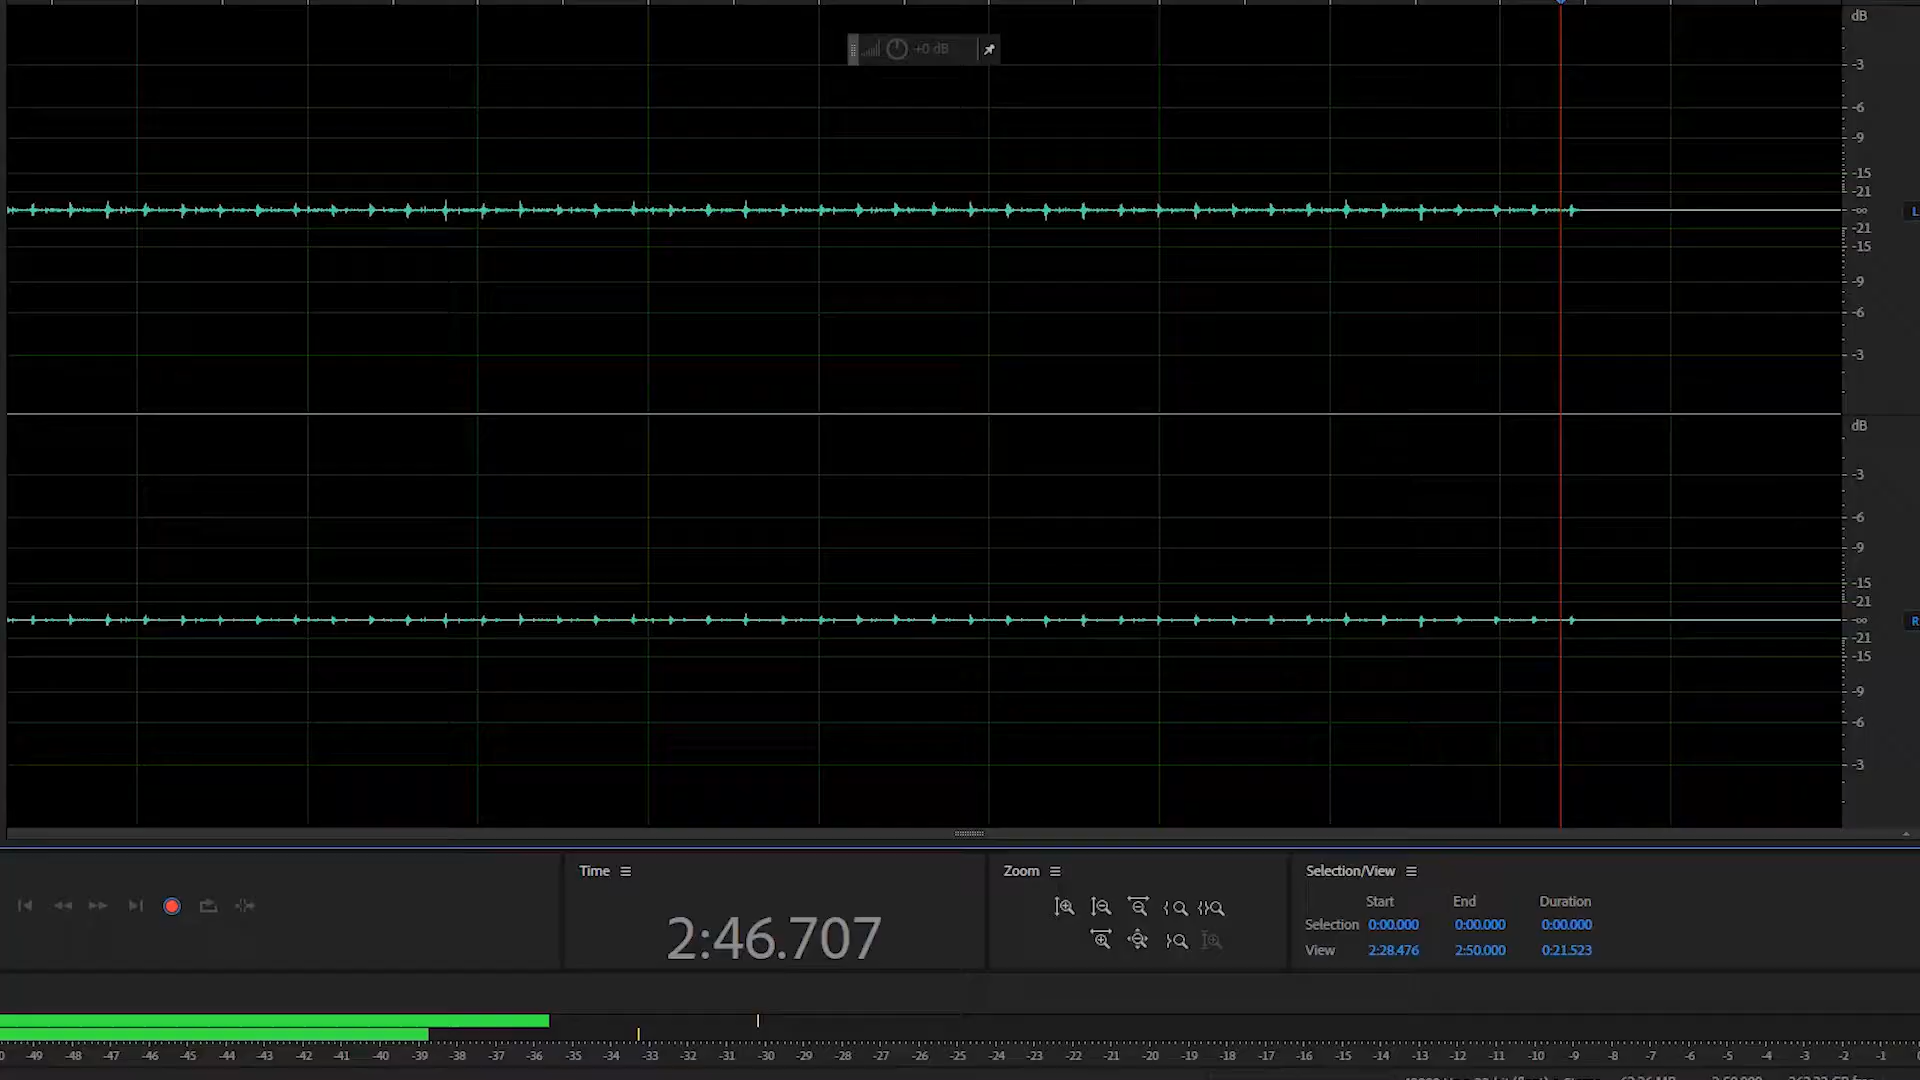 dB
+0 dB
-3
-6
-9
-15
-21
-∞
L
-21
-15
-9
-6
-3
dB
-3
-6
-9
-15
-21
-∞
R
-21
-15
-9
-6
-3
Time
2:46.707
Zoom
Selection/View
Start End Duration
Selection 0:00.000 0:00.000 0:00.000
View 2:28.476 2:50.000 0:21.523
-49 -48 -47 -46 -45 -44 -43 -42 -41 -40 -39 -38 -37 -36 -35 -34 -33 -32 -31 -30 -29 -28 -27 -26 -25 -24 -23 -22 -21 -20 -19 -18 -17 -16 -15 -14 -13 -12 -11 -10 -9 -8 -7 -6 -5 -4 -3 -2 -1